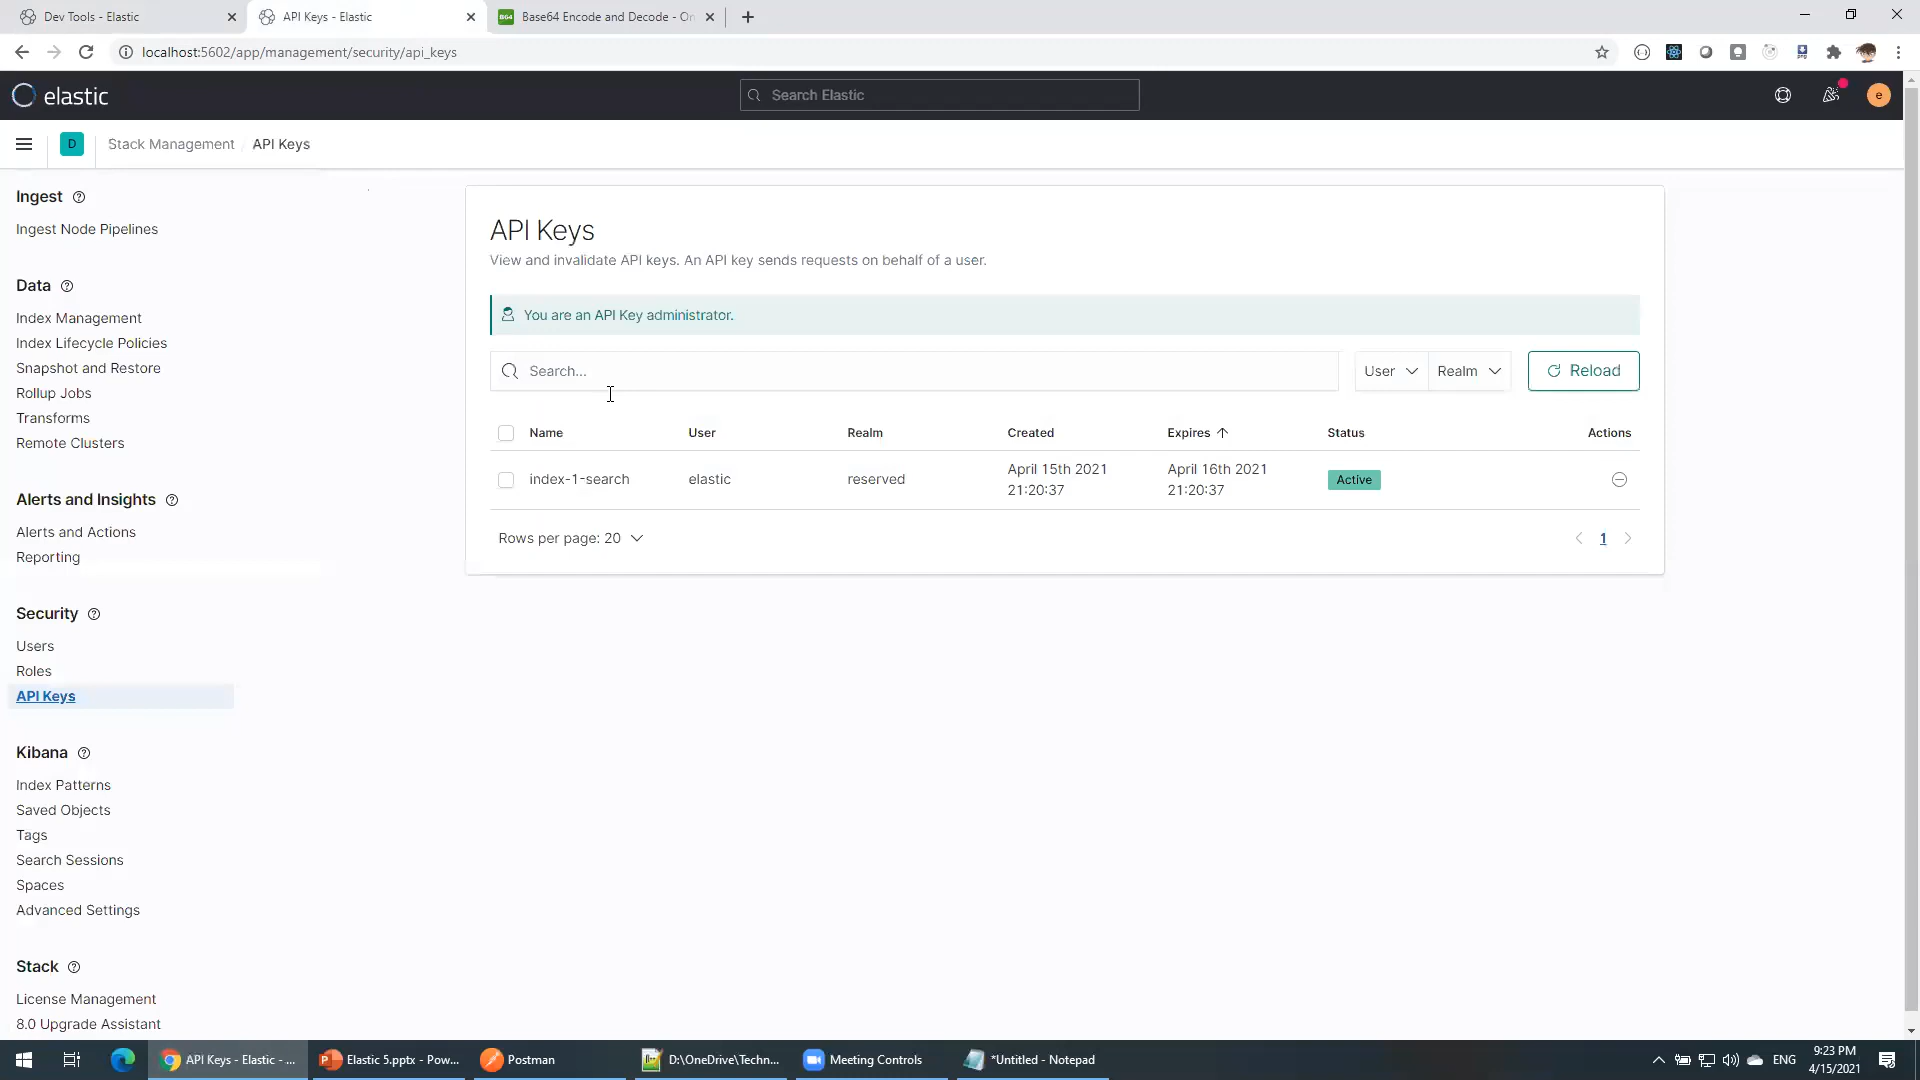 Dev Tools - Elastic
API Keys - Elastic
B64 Base64 Encode and Decode - On
localhost:5602/app/management/security/api_keys
elastic
Search Elastic
e
D
Stack Management / API Keys
Ingest
Ingest Node Pipelines
Data
Index Management
Index Lifecycle Policies
Snapshot and Restore
Rollup Jobs
Transforms
Remote Clusters
Alerts and Insights
Alerts and Actions
Reporting
Security
Users
Roles
API Keys
Kibana
Index Patterns
Saved Objects
Tags
Search Sessions
Spaces
Advanced Settings
Stack
License Management
8.0 Upgrade Assistant
API Keys
View and invalidate API keys. An API key sends requests on behalf of a user.
You are an API Key administrator.
Search...
User
Realm
Reload
Name User Realm Created Expires Status Actions
index-1-search elastic reserved April 15th 2021 21:20:37 April 16th 2021 21:20:37 Active
Rows per page: 20
1
API Keys - Elastic - ...
Elastic 5.pptx - Pow...
Postman
D:\OneDrive\Techn...
Meeting Controls
*Untitled - Notepad
ENG
9:23 PM
4/15/2021